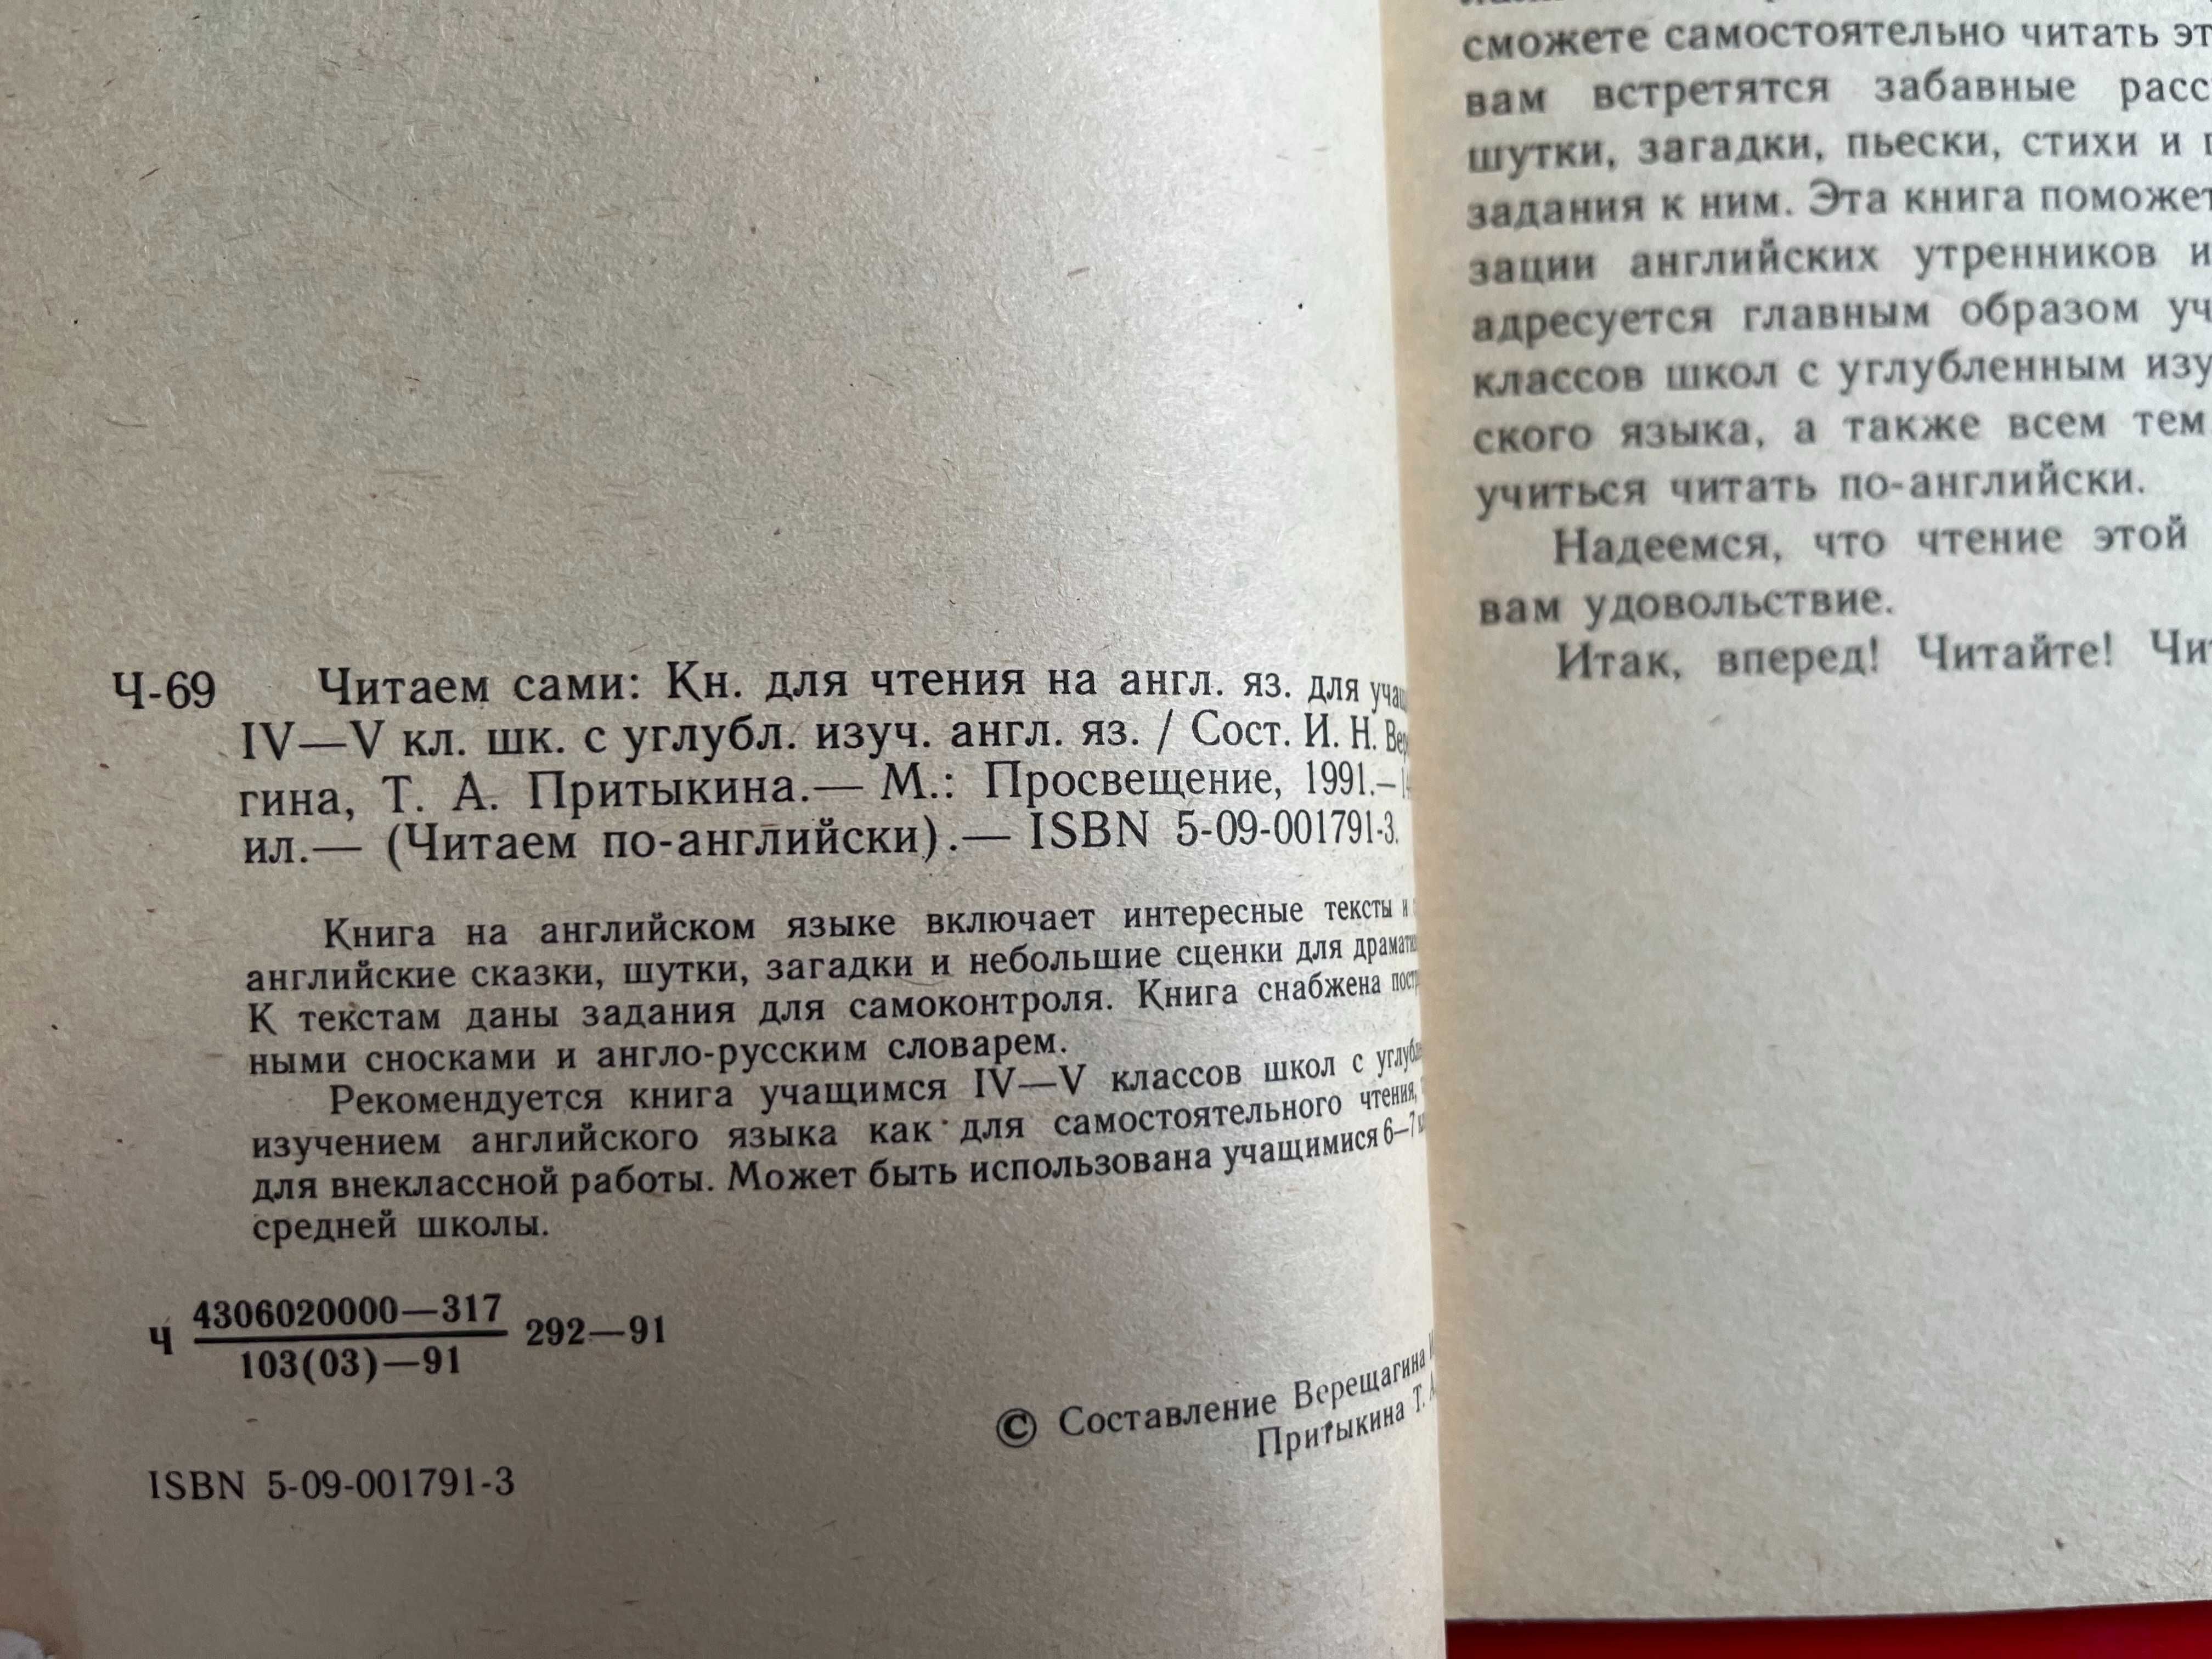 Ч-69 Читаем сами: Кн. для чтения на англ. яз. для
IV—V кл. шк. с углубл. изуч. англ. яз. / Сост. И. Н.
гина, Т. А. Притыкина.— М.: Просвещение, 1991.—
ил.— (Читаем по-английски).— ISBN 5-09-001791-3.
Книга на английском языке включает интересные тексты и
английские сказки, шутки, загадки и небольшие сценки для
К текстам даны задания для самоконтроля. Книга снабжена
ными сносками и англо-русским словарем.
Рекомендуется книга учащимся IV—V классов школ с
изучением английского языка как для самостоятельного чтения,
для внеклассной работы. Может быть использована учащимися 6—7
средней школы.
Ч 4306020000—317 292—91
103(03)—91
© Составление Верещагина
Притыкина Т.
ISBN 5-09-001791-3
сможете самостоятельно читать
вам встретятся забавные
шутки, загадки, пьески, стихи и
задания к ним. Эта книга поможет
зации английских утренников и
адресуется главным образом
классов школ с углубленным
ского языка, а также всем тем
учиться читать по-английски.
Надеемся, что чтение этой
вам удовольствие.
Итак, вперед! Читайте!